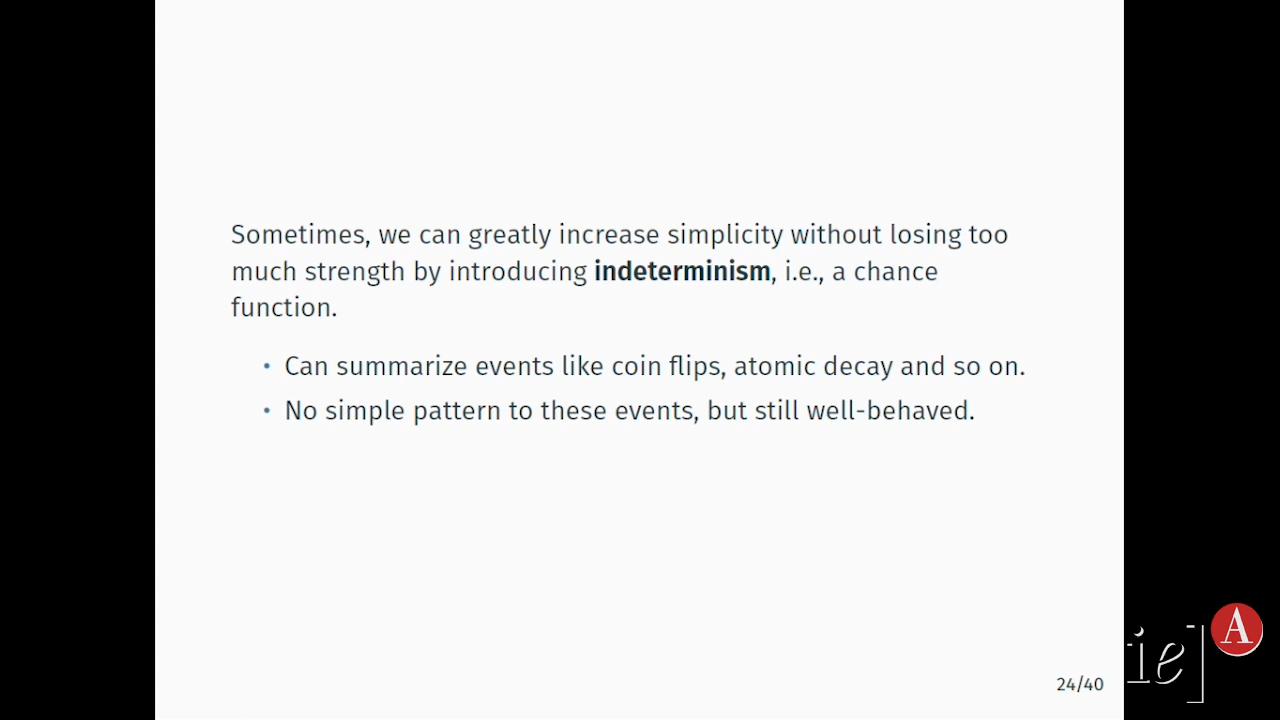 Sometimes, we can greatly increase simplicity without losing too
much strength by introducing indeterminism, i.e., a chance
function.
• Can summarize events like coin flips, atomic decay and so on.
• No simple pattern to these events, but still well-behaved.
24/40
ie]
A